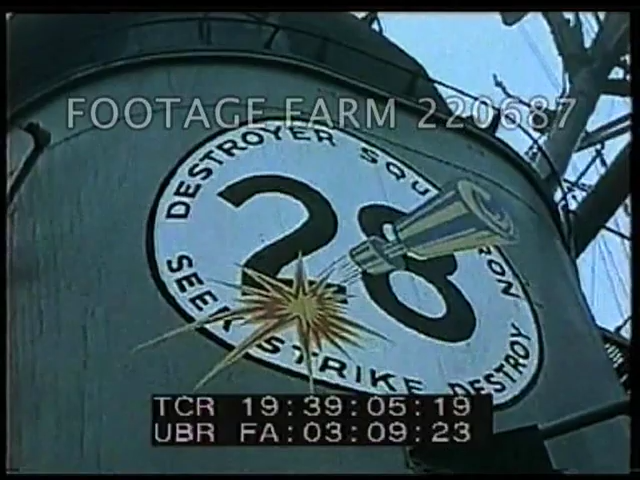 FOOTAGE FARM 220687
DESTROYER SQU RON
28
SEEK STRIKE DESTROY
TCR 19:39:05:19
UBR FA:03:09:23